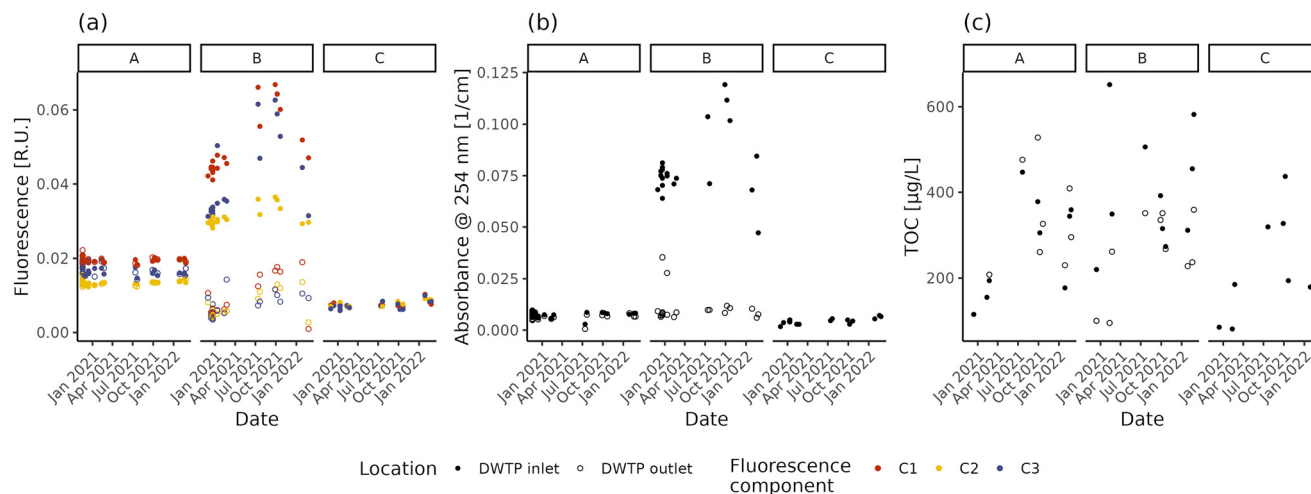 (a)
(b)
(c)
A
B
C
A
B
C
A
B
C
Fluorescence [R.U.]
0.06
0.04
0.02
0.00
Absorbance @ 254 nm [1/cm]
0.125
0.100
0.075
0.050
0.025
0.000
TOC [µg/L]
600
400
200
Jan 2021
Apr 2021
Jul 2021
Oct 2021
Jan 2022
Jan 2021
Apr 2021
Jul 2021
Oct 2021
Jan 2022
Jan 2021
Apr 2021
Jul 2021
Oct 2021
Jan 2022
Jan 2021
Apr 2021
Jul 2021
Oct 2021
Jan 2022
Jan 2021
Apr 2021
Jul 2021
Oct 2021
Jan 2022
Jan 2021
Apr 2021
Jul 2021
Oct 2021
Jan 2022
Jan 2021
Apr 2021
Jul 2021
Oct 2021
Jan 2022
Jan 2021
Apr 2021
Jul 2021
Oct 2021
Jan 2022
Jan 2021
Apr 2021
Jul 2021
Oct 2021
Jan 2022
Date
Date
Date
Location DWTP inlet DWTP outlet Fluorescence component C1 C2 C3